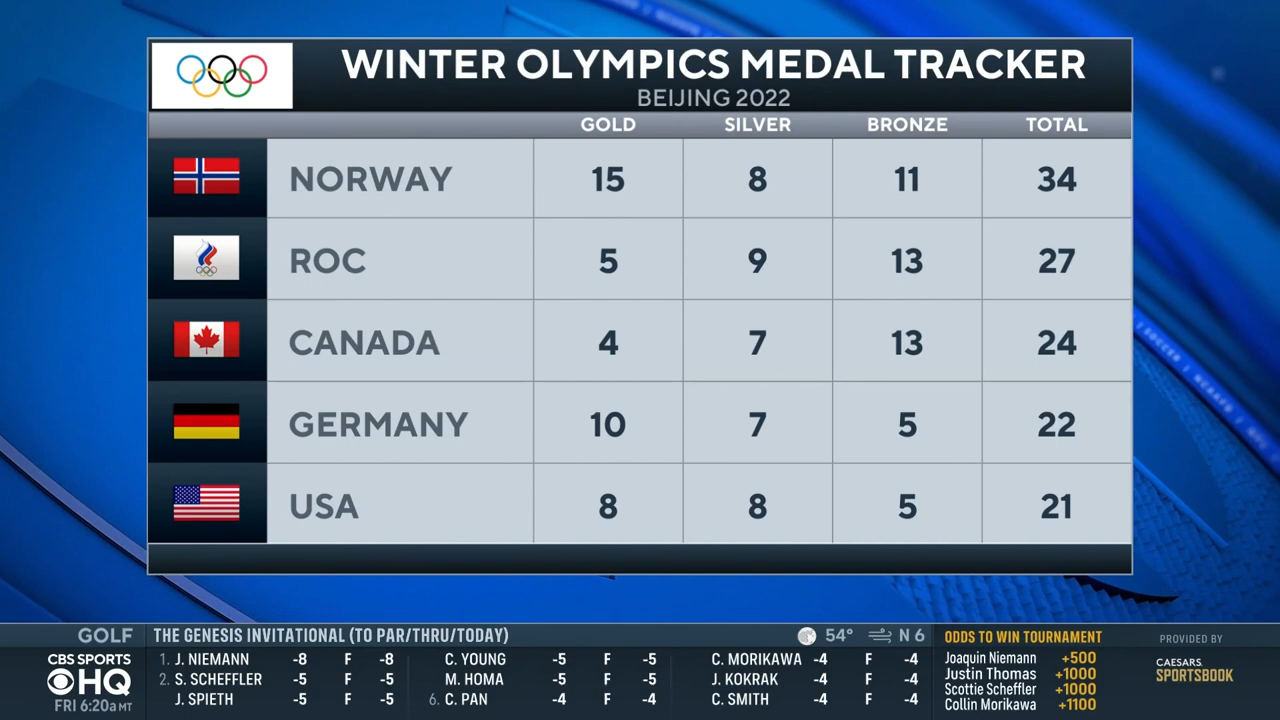 WINTER OLYMPICS MEDAL TRACKER
BEIJING 2022
GOLD SILVER BRONZE TOTAL
NORWAY 15 8 11 34
ROC 5 9 13 27
CANADA 4 7 13 24
GERMANY 10 7 5 22
USA 8 8 5 21
GOLF THE GENESIS INVITATIONAL (TO PAR/THRU/TODAY) 54° N 6
1. J. NIEMANN -8 F -8 C. YOUNG -5 F -5 C. MORIKAWA -4 F -4
2. S. SCHEFFLER -5 F -5 M. HOMA -5 F -5 J. KOKRAK -4 F -4
J. SPIETH -5 F -5 6. C. PAN -4 F -4 C. SMITH -4 F -4
CBS SPORTS
HQ
FRI 6:20a MT
ODDS TO WIN TOURNAMENT
Joaquin Niemann +500
Justin Thomas +1000
Scottie Scheffler +1000
Collin Morikawa +1100
PROVIDED BY
CAESARS
SPORTSBOOK
SOCCER | NCAAFB |